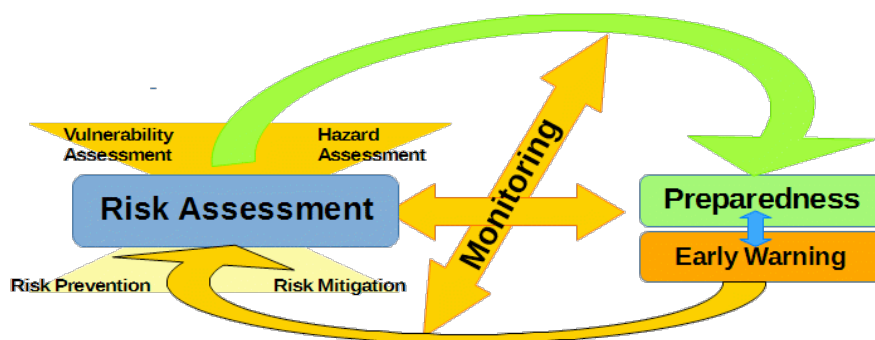 Vulnerability
Assessment
Hazard
Assessment
Risk Assessment
Monitoring
Preparedness
Early Warning
Risk Prevention
Risk Mitigation